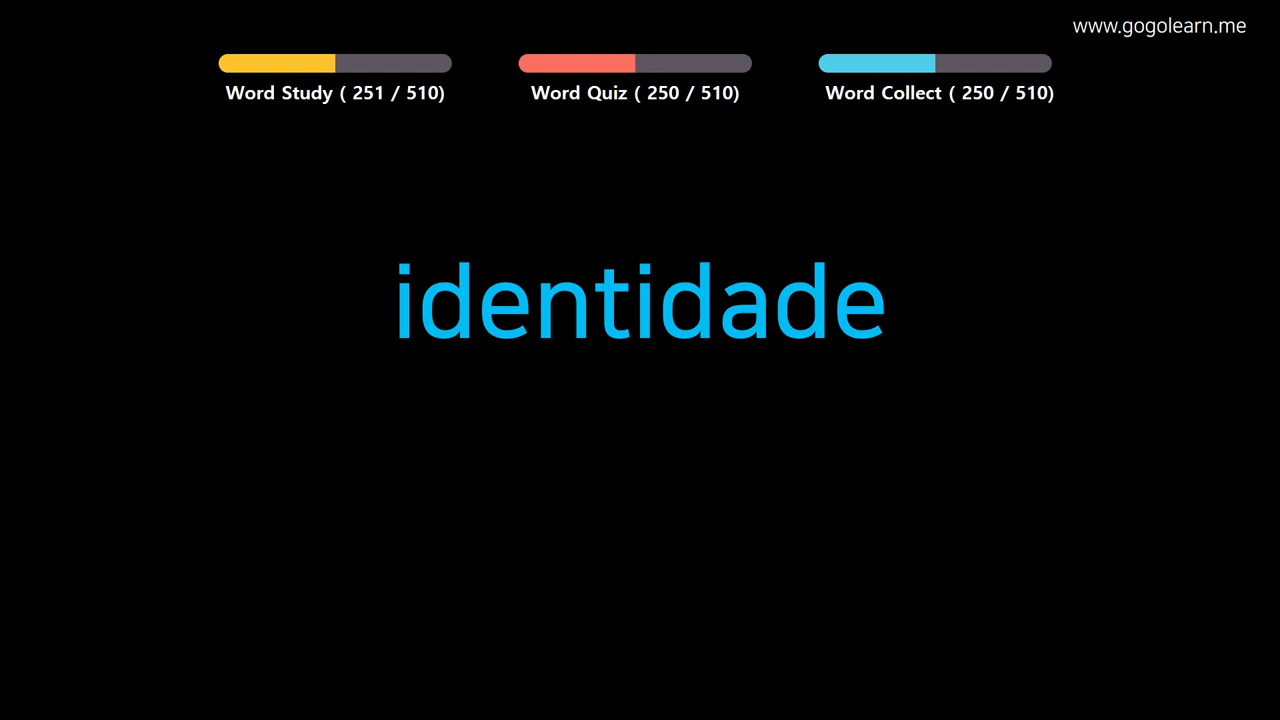 www.gogolearn.me
Word Study ( 251 / 510)
Word Quiz ( 250 / 510)
Word Collect ( 250 / 510)
identidade